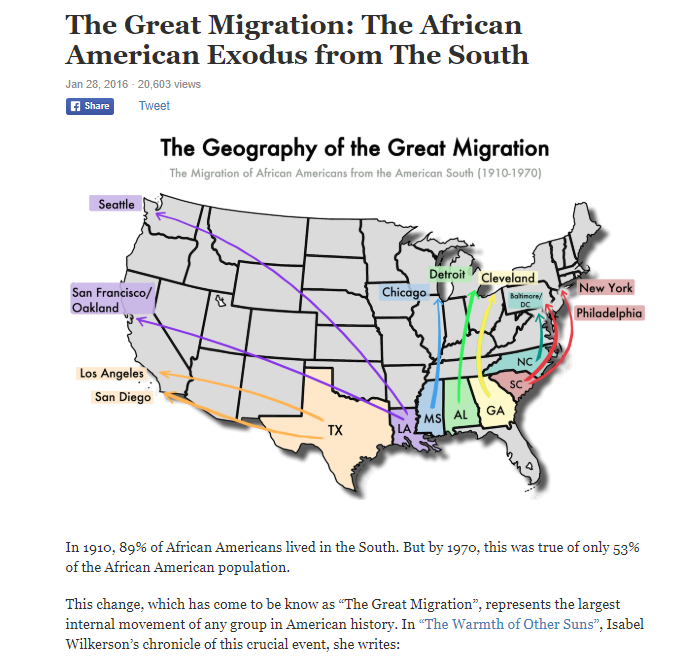 The Great Migration: The African
American Exodus from The South
Jan 28, 2016 · 20,603 views
Share Tweet
The Geography of the Great Migration
The Migration of African Americans from the American South (1910-1970)
Seattle
Detroit
Cleveland
San Francisco/
Oakland
Chicago
Baltimore/
DC
New York
Philadelphia
NC
Los Angeles
San Diego
SC
TX
LA
MS
AL
GA
In 1910, 89% of African Americans lived in the South. But by 1970, this was true of only 53%
of the African American population.
This change, which has come to be know as “The Great Migration”, represents the largest
internal movement of any group in American history. In “The Warmth of Other Suns”, Isabel
Wilkerson’s chronicle of this crucial event, she writes: